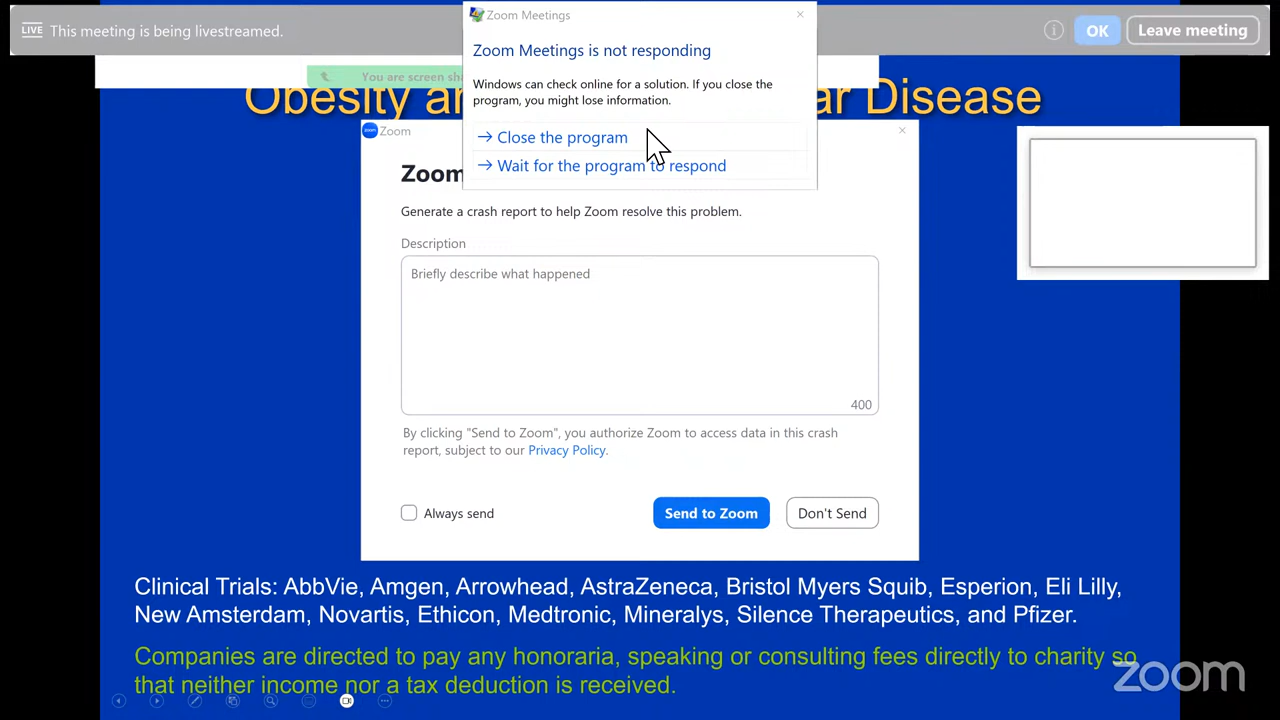 LIVE This meeting is being livestreamed.
OK
Leave meeting
Zoom Meetings
Zoom Meetings is not responding
Windows can check online for a solution. If you close the
program, you might lose information.
Close the program
Wait for the program to respond
You are screen sha
Obesity a
ar Disease
zoom Zoom
Zoom
Generate a crash report to help Zoom resolve this problem.
Description
Briefly describe what happened
400
By clicking "Send to Zoom", you authorize Zoom to access data in this crash
report, subject to our Privacy Policy.
Always send
Send to Zoom
Don't Send
Clinical Trials: AbbVie, Amgen, Arrowhead, AstraZeneca, Bristol Myers Squib, Esperion, Eli Lilly,
New Amsterdam, Novartis, Ethicon, Medtronic, Mineralys, Silence Therapeutics, and Pfizer.
Companies are directed to pay any honoraria, speaking or consulting fees directly to charity so
that neither income nor a tax deduction is received.
zoom